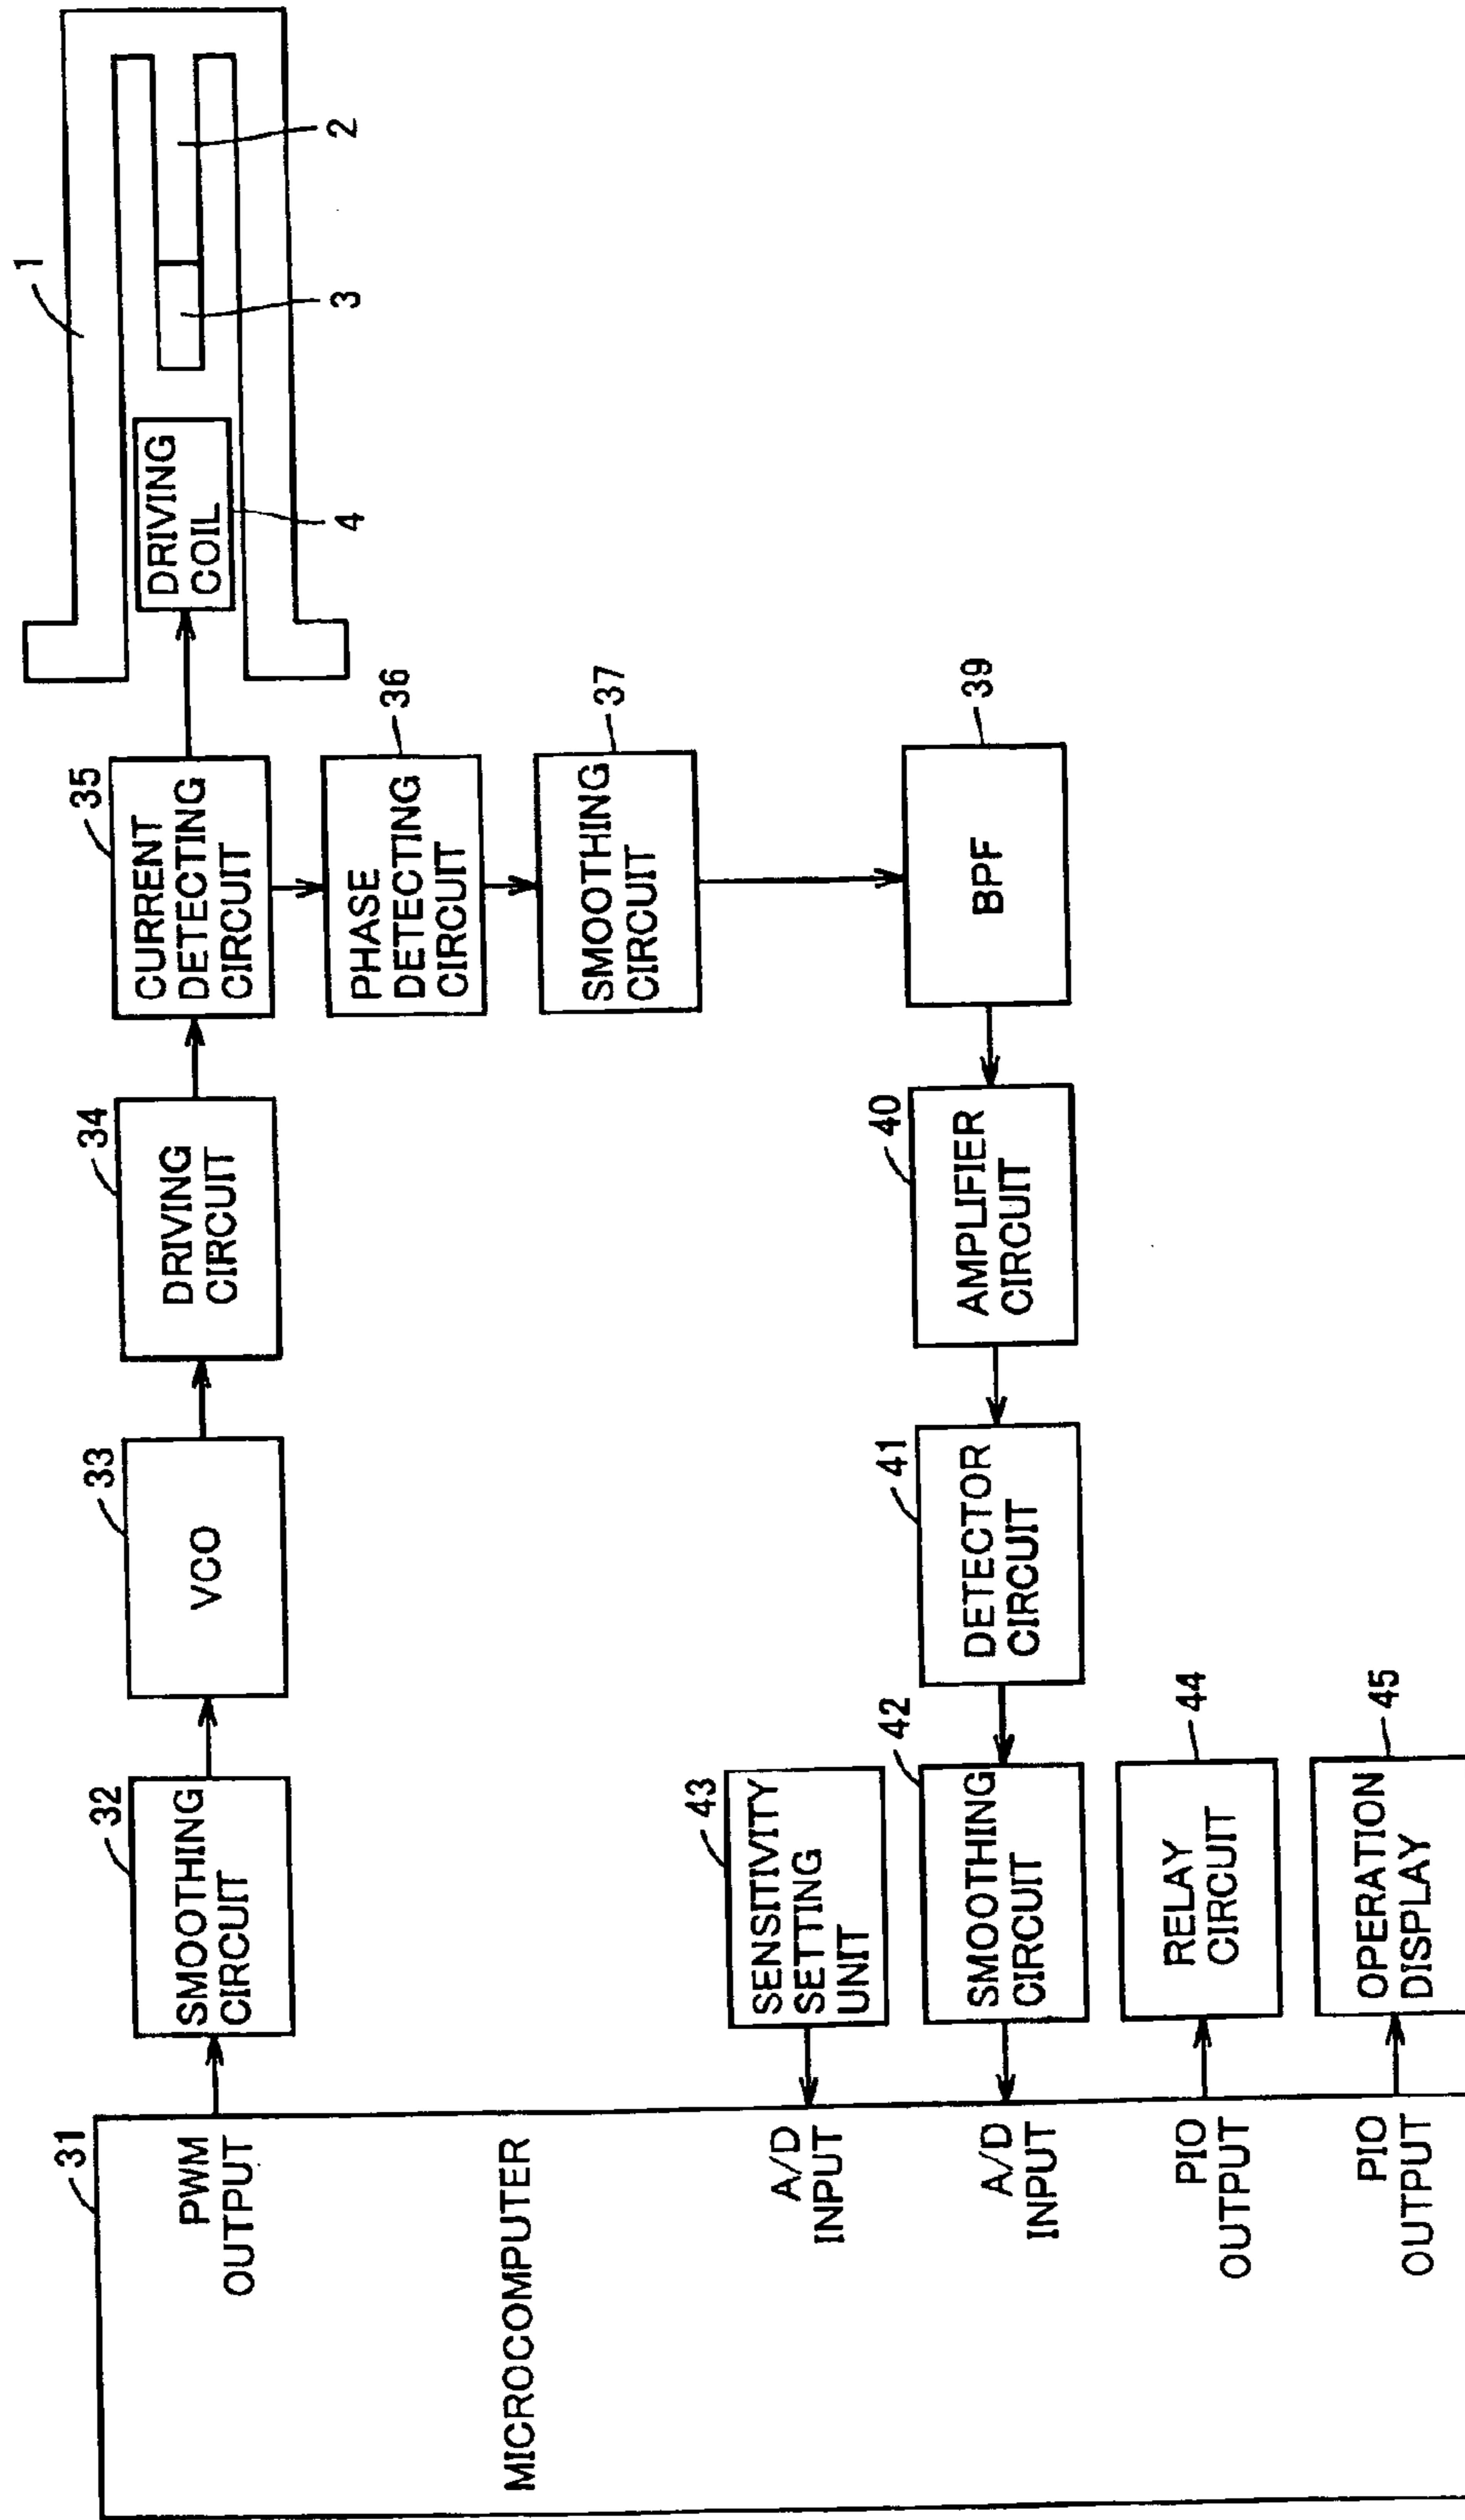 31
PWM
OUTPUT
MICROCOMPUTER
A/D
INPUT
A/D
INPUT
PIO
OUTPUT
PIO
OUTPUT
32
SMOOTHING
CIRCUIT
33
VCO
34
DRIVING
CIRCUIT
35
CURRENT
DETECTING
CIRCUIT
DRIVING
COIL
4
1
3
2
36
PHASE
DETECTING
CIRCUIT
37
SMOOTHING
CIRCUIT
39
BPF
40
AMPLIFIER
CIRCUIT
41
DETECTOR
CIRCUIT
42
SMOOTHING
CIRCUIT
43
SENSITIVITY
SETTING
UNIT
44
RELAY
CIRCUIT
45
OPERATION
DISPLAY